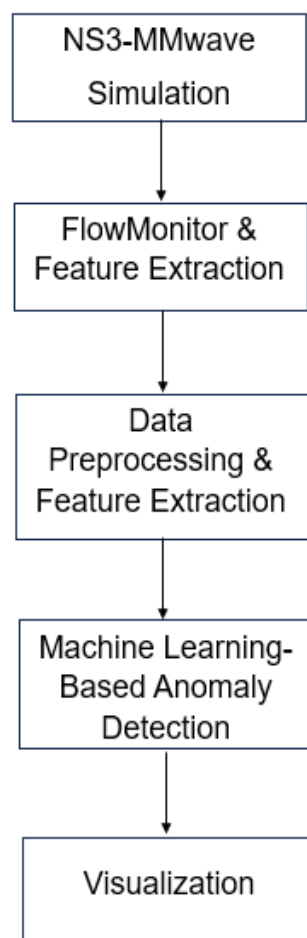 NS3-MMwave
Simulation
FlowMonitor &
Feature Extraction
Data
Preprocessing &
Feature Extraction
Machine Learning-
Based Anomaly
Detection
Visualization